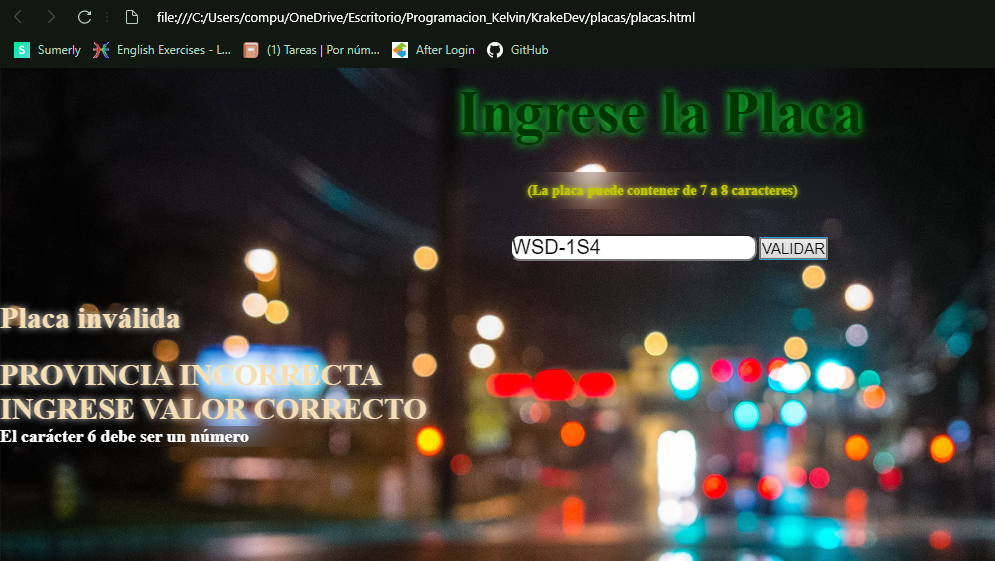 file:///C:/Users/compu/OneDrive/Escritorio/Programacion_Kelvin/KrakeDev/placas/placas.html
S Sumerly English Exercises - L... (1) Tareas | Por núm... After Login GitHub
Ingrese la Placa
(La placa puede contener de 7 a 8 caracteres)
WSD-1S4 VALIDAR
Placa inválida
PROVINCIA INCORRECTA
INGRESE VALOR CORRECTO
El carácter 6 debe ser un número